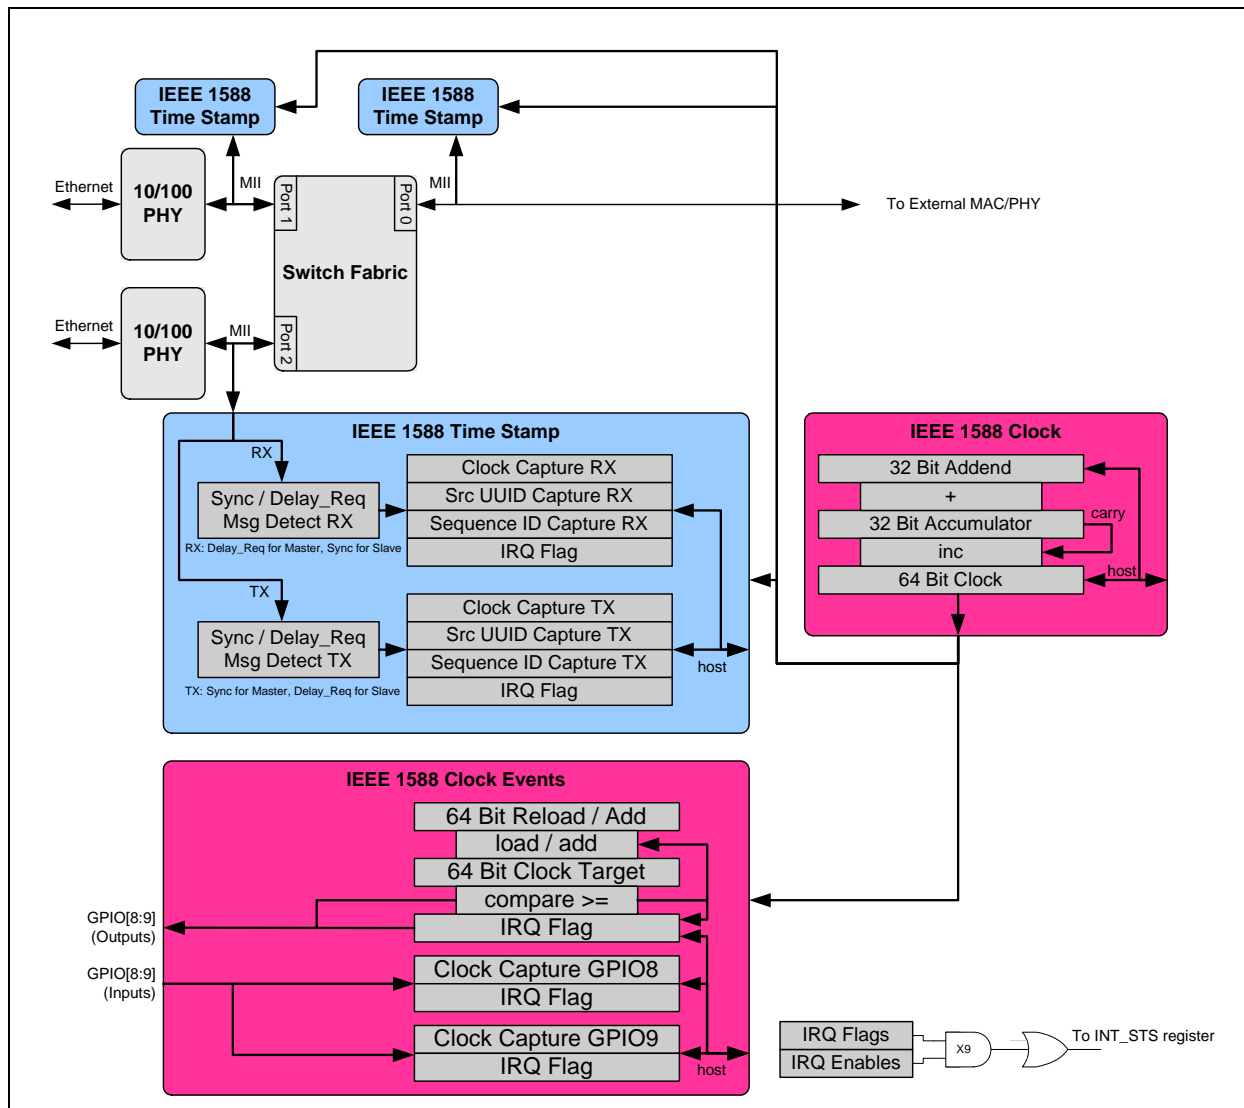 IEEE 1588
Time Stamp
IEEE 1588
Time Stamp
Ethernet
10/100
PHY
MII
Port 1
Port 0
MII
To External MAC/PHY
Switch Fabric
Ethernet
10/100
PHY
MII
Port 2
IEEE 1588 Time Stamp
RX
Sync / Delay_Req
Msg Detect RX
RX: Delay_Req for Master, Sync for Slave
Clock Capture RX
Src UUID Capture RX
Sequence ID Capture RX
IRQ Flag
TX
Sync / Delay_Req
Msg Detect TX
TX: Sync for Master, Delay_Req for Slave
Clock Capture TX
Src UUID Capture TX
Sequence ID Capture TX
IRQ Flag
host
IEEE 1588 Clock
32 Bit Addend
+
32 Bit Accumulator
carry
inc
64 Bit Clock
host
IEEE 1588 Clock Events
64 Bit Reload / Add
load / add
64 Bit Clock Target
compare >=
IRQ Flag
GPIO[8:9]
(Outputs)
GPIO[8:9]
(Inputs)
Clock Capture GPIO8
IRQ Flag
Clock Capture GPIO9
IRQ Flag
host
IRQ Flags
IRQ Enables
X9
To INT_STS register